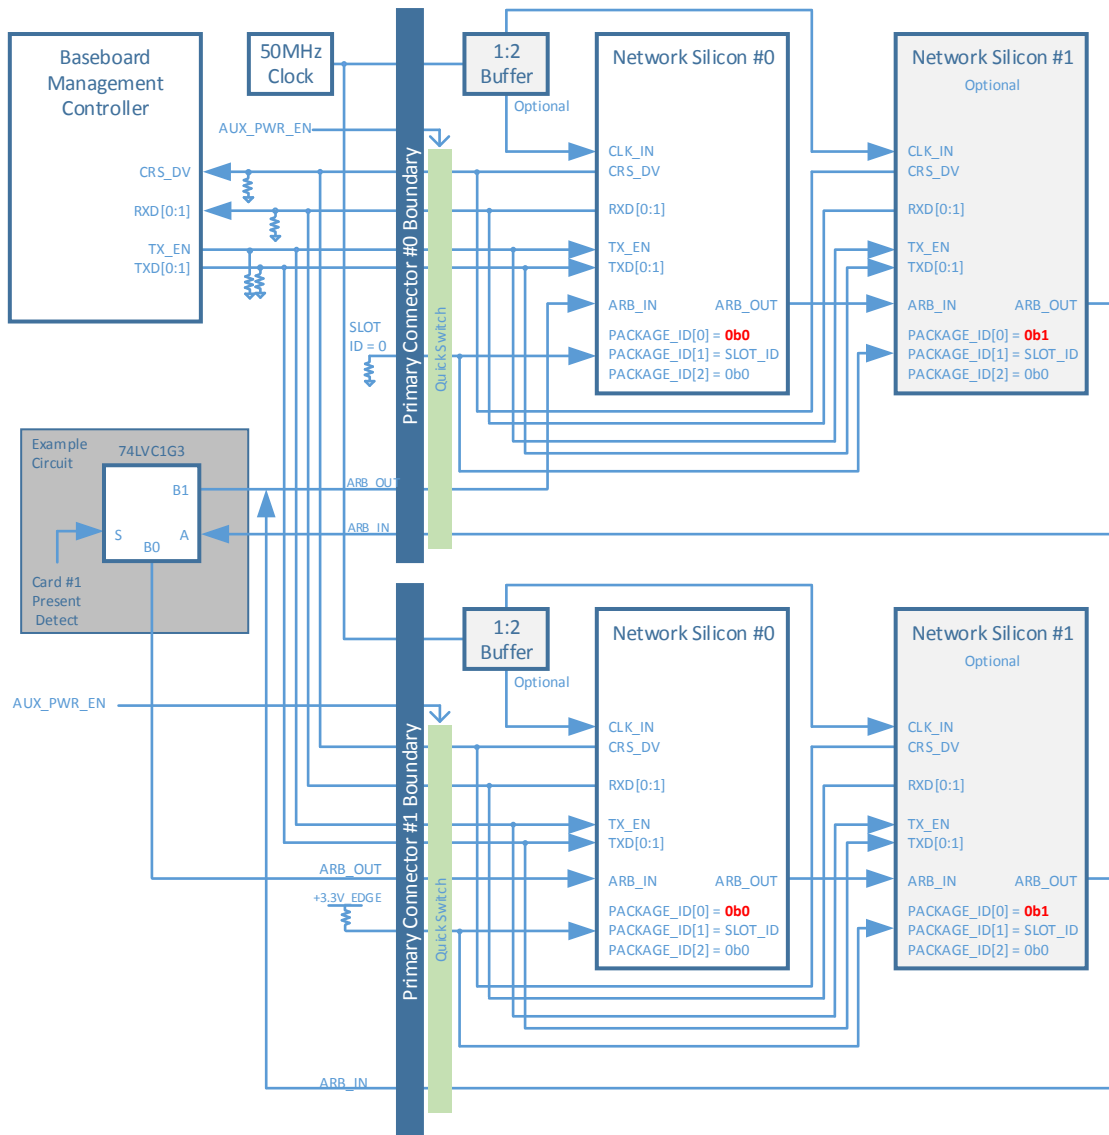 Baseboard
Management
Controller
CRS_DV
RXD[0:1]
TX_EN
TXD[0:1]
50MHz
Clock
AUX_PWR_EN
SLOT
ID = 0
Primary Connector #0 Boundary
QuickSwitch
1:2
Buffer
Optional
Network Silicon #0
CLK_IN
CRS_DV
RXD[0:1]
TX_EN
TXD[0:1]
ARB_IN ARB_OUT
PACKAGE_ID[0] = 0b0
PACKAGE_ID[1] = SLOT_ID
PACKAGE_ID[2] = 0b0
Network Silicon #1
Optional
CLK_IN
CRS_DV
RXD[0:1]
TX_EN
TXD[0:1]
ARB_IN ARB_OUT
PACKAGE_ID[0] = 0b1
PACKAGE_ID[1] = SLOT_ID
PACKAGE_ID[2] = 0b0
Example
Circuit
74LVC1G3
B1
S A
B0
Card #1
Present
Detect
ARB_OUT
ARB_IN
AUX_PWR_EN
ARB_OUT
+3.3V_EDGE
ARB_IN
Primary Connector #1 Boundary
QuickSwitch
1:2
Buffer
Optional
Network Silicon #0
CLK_IN
CRS_DV
RXD[0:1]
TX_EN
TXD[0:1]
ARB_IN ARB_OUT
PACKAGE_ID[0] = 0b0
PACKAGE_ID[1] = SLOT_ID
PACKAGE_ID[2] = 0b0
Network Silicon #1
Optional
CLK_IN
CRS_DV
RXD[0:1]
TX_EN
TXD[0:1]
ARB_IN ARB_OUT
PACKAGE_ID[0] = 0b1
PACKAGE_ID[1] = SLOT_ID
PACKAGE_ID[2] = 0b0